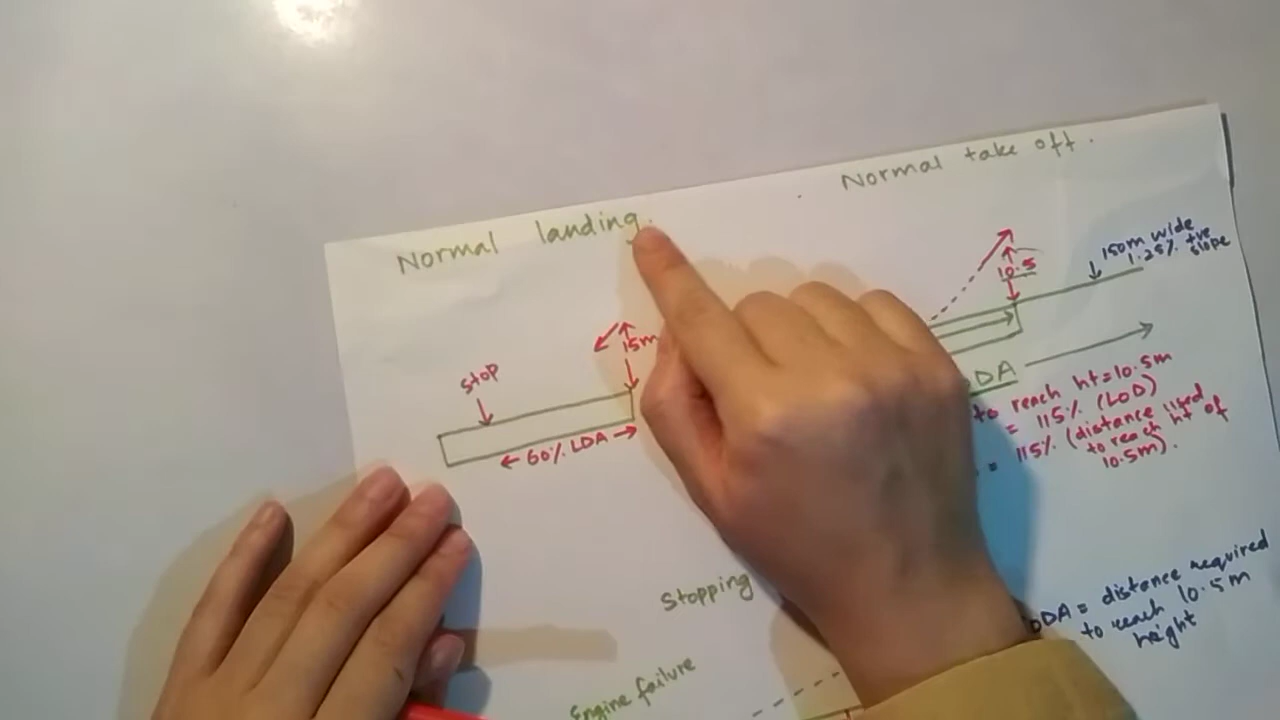 Normal landing.
Normal take off.
stop
15m
← 60% LDA →
10.5
150m wide
1.25% +ve
slope
DA
to reach ht=10.5m
= 115% (LOD)
= 115% (distance
to reach ht of
10.5m).
Stopping
Engine failure
DA = distance required
to reach 10.5m
height